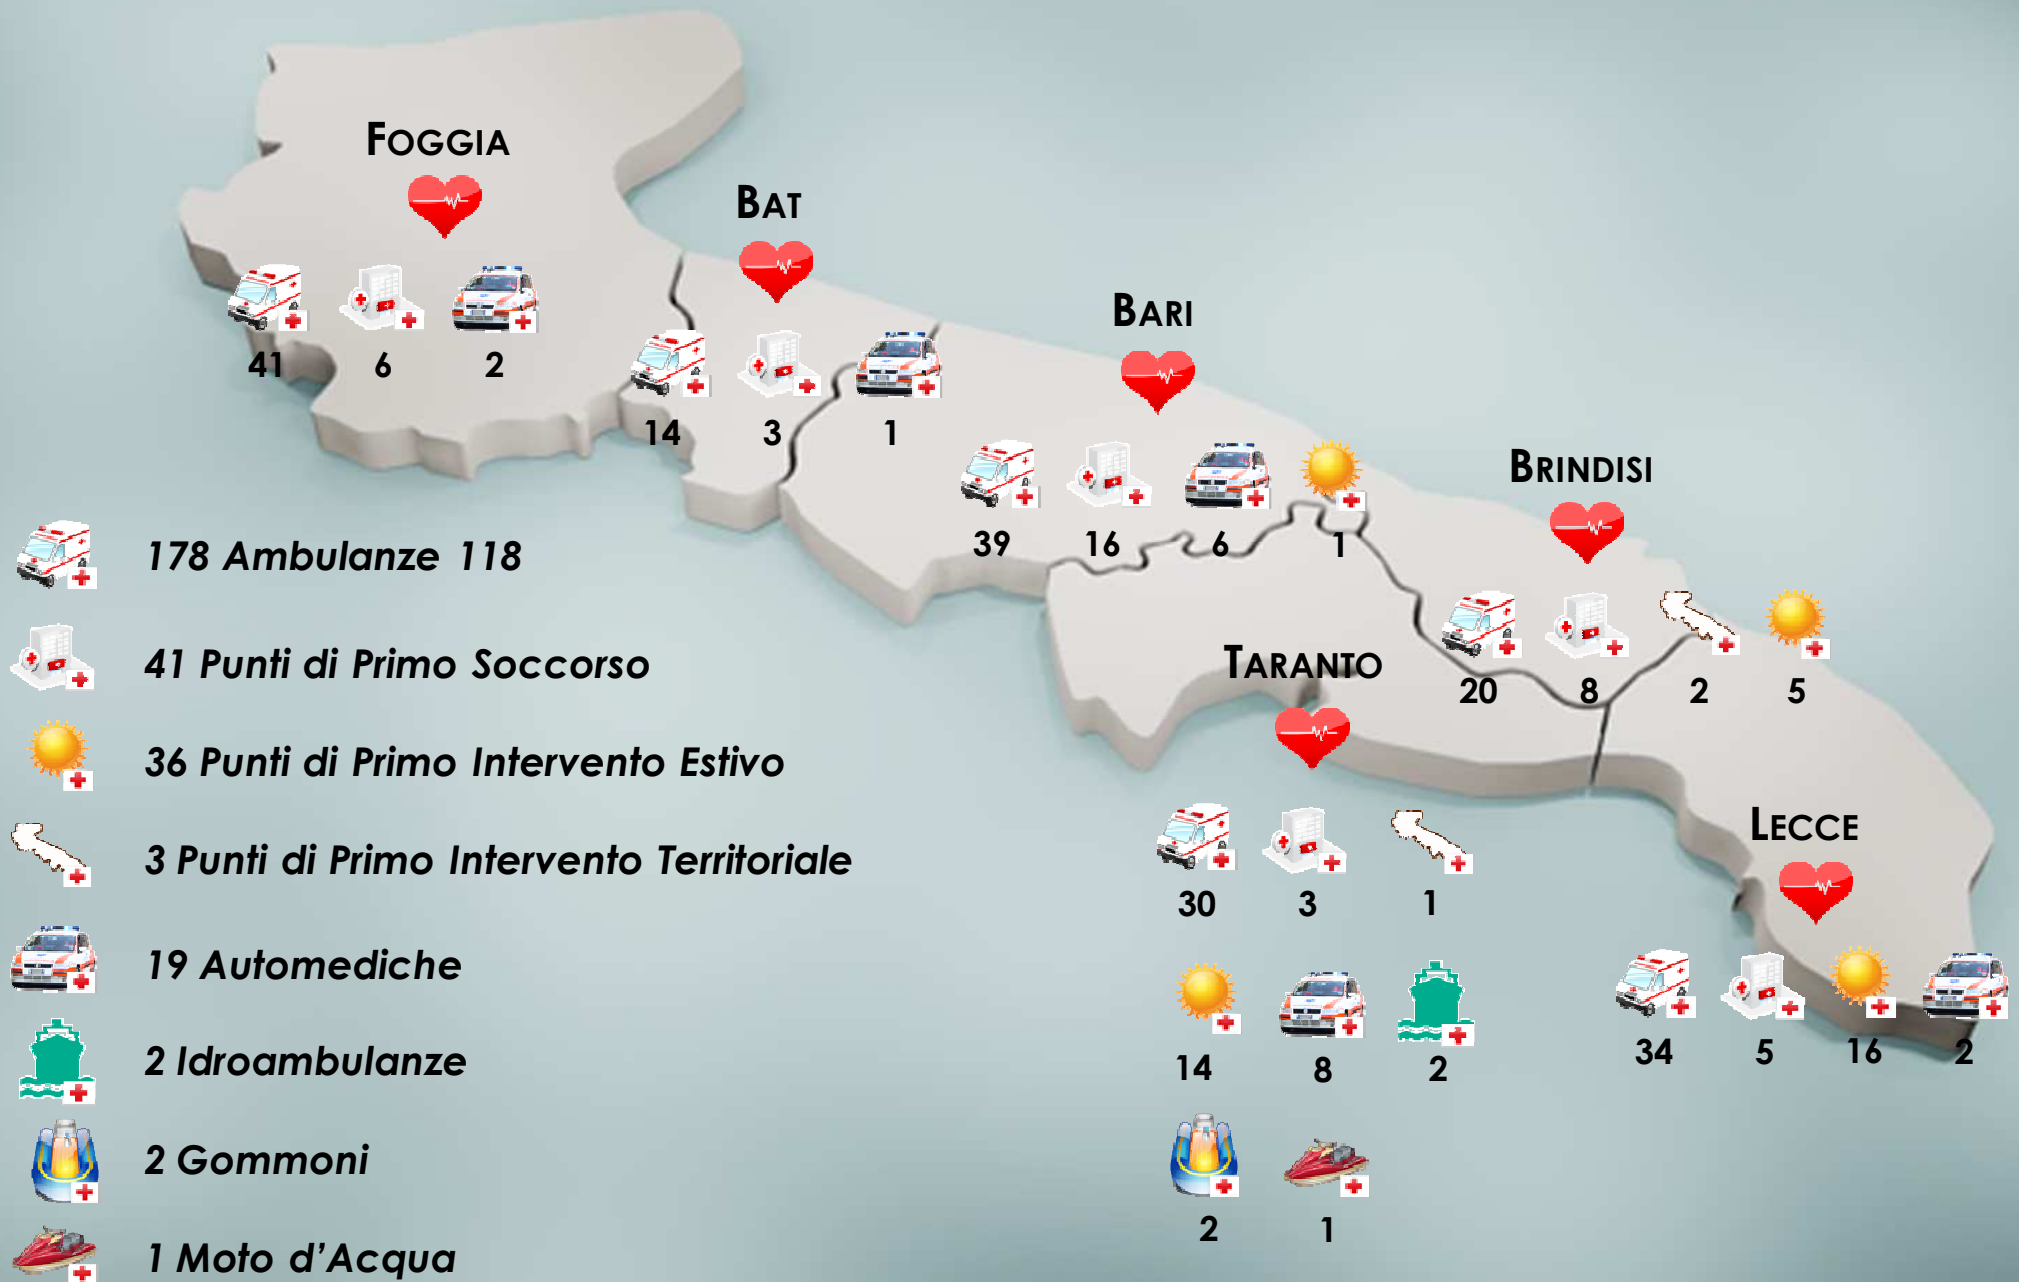 FOGGIA
41 6 2
BAT
14 3 1
BARI
39 16 6 1
BRINDISI
20 8 2 5
TARANTO
30 3 1
14 8 2
2 1
LECCE
34 5 16 2
178 Ambulanze 118
41 Punti di Primo Soccorso
36 Punti di Primo Intervento Estivo
3 Punti di Primo Intervento Territoriale
19 Automediche
2 Idroambulanze
2 Gommoni
1 Moto d'Acqua